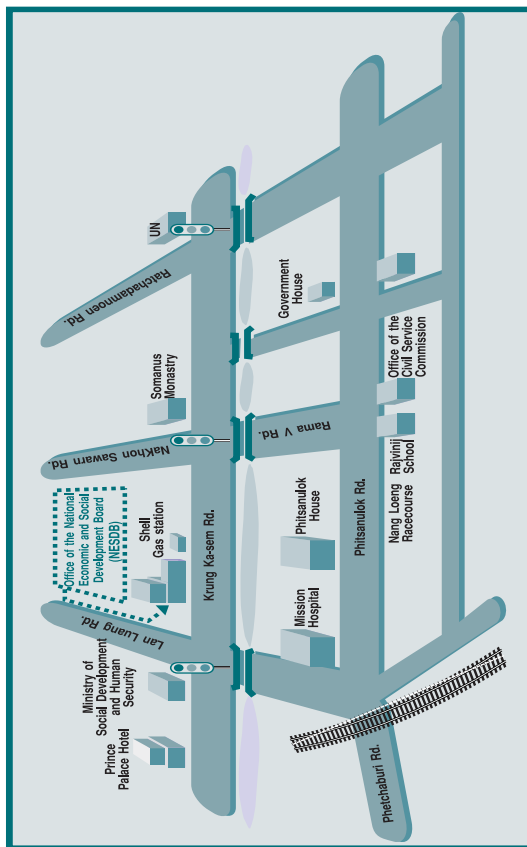 Prince
Palace Hotel
Ministry of
Social Development
and Human
Security
Lan Luang Rd.
Office of the National
Economic and Social
Development Board
(NESDB)
Shell
Gas station
NaKhon Sawarn Rd.
Somanus
Monastry
Ratchadamnoen Rd.
UN
Krung Ka-sem Rd.
Mission
Hospital
Phitsanulok
House
Rama V Rd.
Government
House
Phitsanulok Rd.
Phetchaburi Rd.
Nang Loeng
Racecourse
Rajvinij
School
Office of the
Civil Service
Commission